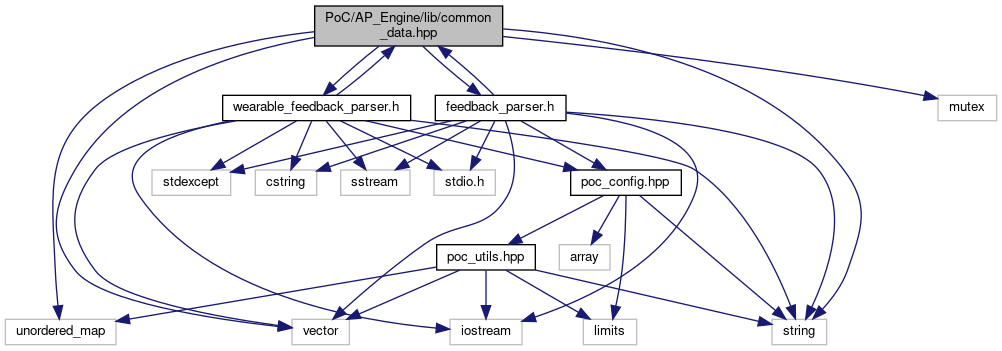 PoC/AP_Engine/lib/common
_data.hpp
wearable_feedback_parser.h
feedback_parser.h
mutex
stdexcept
cstring
sstream
stdio.h
poc_config.hpp
poc_utils.hpp
array
unordered_map
vector
iostream
limits
string